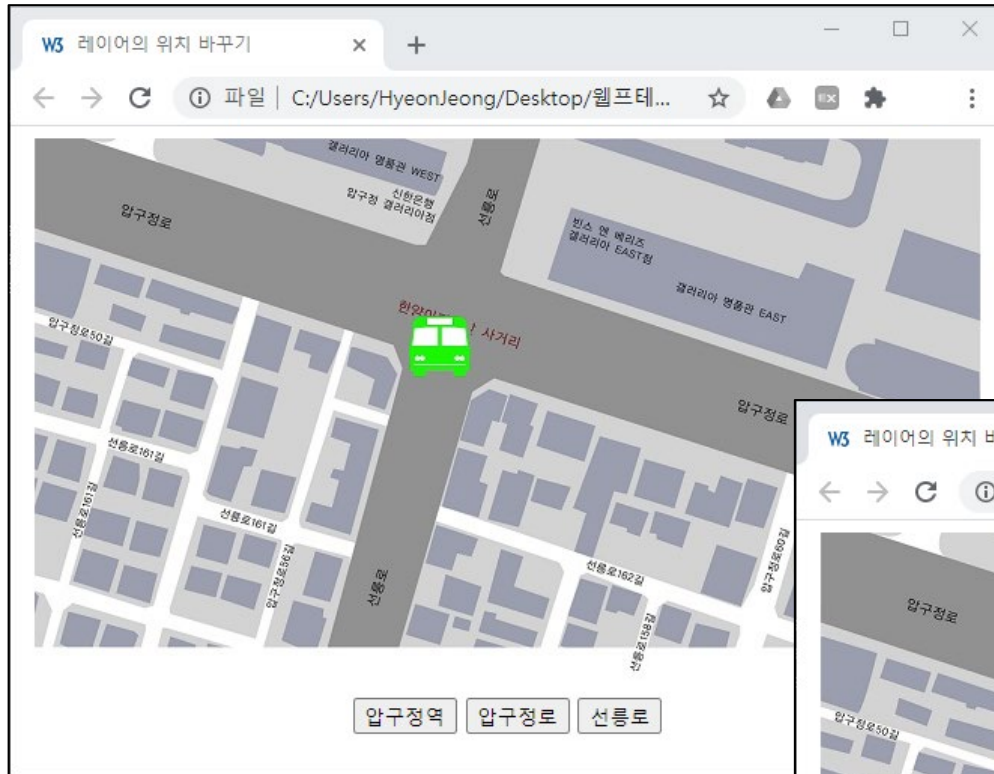 W3 레이어의 위치 바꾸기
파일 | C:/Users/HyeonJeong/Desktop/웹프테...
EX
갤러리아 명품관 WEST
신한은행
압구정 갤러리아점
선릉로
압구정로
빈스 앤 베리즈
갤러리아 EAST점
갤러리아 명품관 EAST
사거리
압구정로50길
압구정로
선릉로161길
선릉로161길
선릉로161길
압구정로56길
선릉로
선릉로162길
압구정로60길
선릉로158길
압구정역 압구정로 선릉로
W3 레이어의 위치
압구정로
압구정로50길